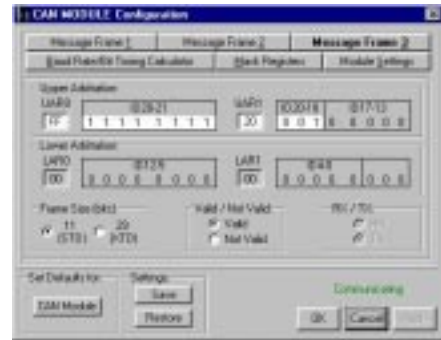 CAN MODULE Configuration
Message Frame 1 Message Frame 2 Message Frame 3
Baud Rate/Bit Timing Calculator Mask Registers Module Settings
Upper Arbitration
UAR0 ID28-21 UAR1 ID20-18 ID17-13
FF 1 1 1 1 1 1 1 1 20 0 0 1 0 0 0 0 0
Lower Arbitration
LAR0 ID12-5 LAR1 ID4-0
00 0 0 0 0 0 0 0 0 00 0 0 0 0 0 0 0 0
Frame Size (bits) Valid / Not Valid RX / TX
11 (STD) 29 (XTD) Valid
Not Valid
Set Defaults for: Settings:
CAN Module Save
Restore
Communicating
OK Cancel